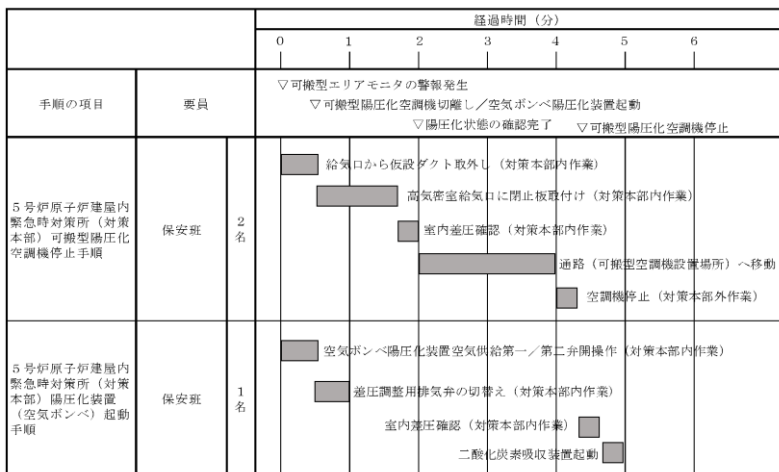 経過時間（分）
0 1 2 3 4 5 6
手順の項目
要員
▽可搬型エリアモニタの警報発生
▽可搬型陽圧化空調機切離し／空気ボンベ陽圧化装置起動
▽陽圧化状態の確認完了
▽可搬型陽圧化空調機停止
5号炉原子炉建屋内
緊急時対策所（対策
本部）可搬型陽圧化
空調機停止手順
保安班
2
名
給気口から仮設ダクト取外し（対策本部内作業）
高気密室給気口に閉止板取付け（対策本部内作業）
室内差圧確認（対策本部内作業）
通路（可搬型空調機設置場所）へ移動
空調機停止（対策本部外作業）
5号炉原子炉建屋内
緊急時対策所（対策
本部）陽圧化装置
（空気ボンベ）起動
手順
保安班
1
名
空気ボンベ陽圧化装置空気供給第一／第二弁開操作（対策本部内作業）
差圧調整用排気弁の切替え（対策本部内作業）
室内差圧確認（対策本部内作業）
二酸化炭素吸収装置起動